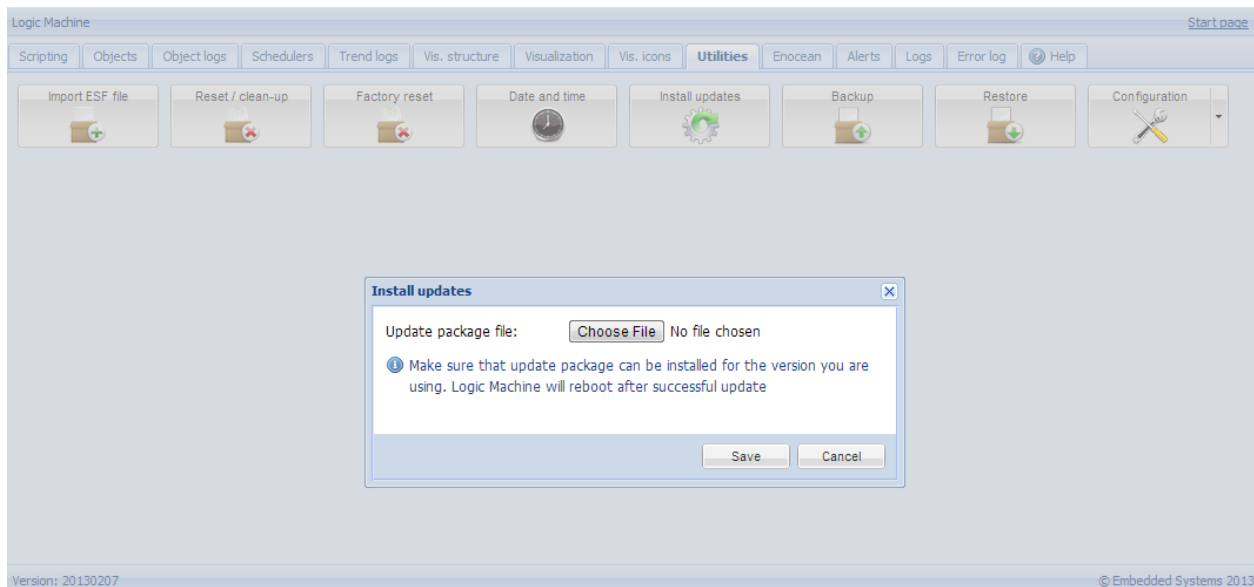 Logic Machine
Start page
Scripting Objects Object logs Schedulers Trend logs Vis. structure Visualization Vis. icons Utilities Enocean Alerts Logs Error log Help
Import ESF file Reset / clean-up Factory reset Date and time Install updates Backup Restore Configuration
Install updates
Update package file: Choose File No file chosen
Make sure that update package can be installed for the version you are
using. Logic Machine will reboot after successful update
Save Cancel
Version: 20130207
© Embedded Systems 2013